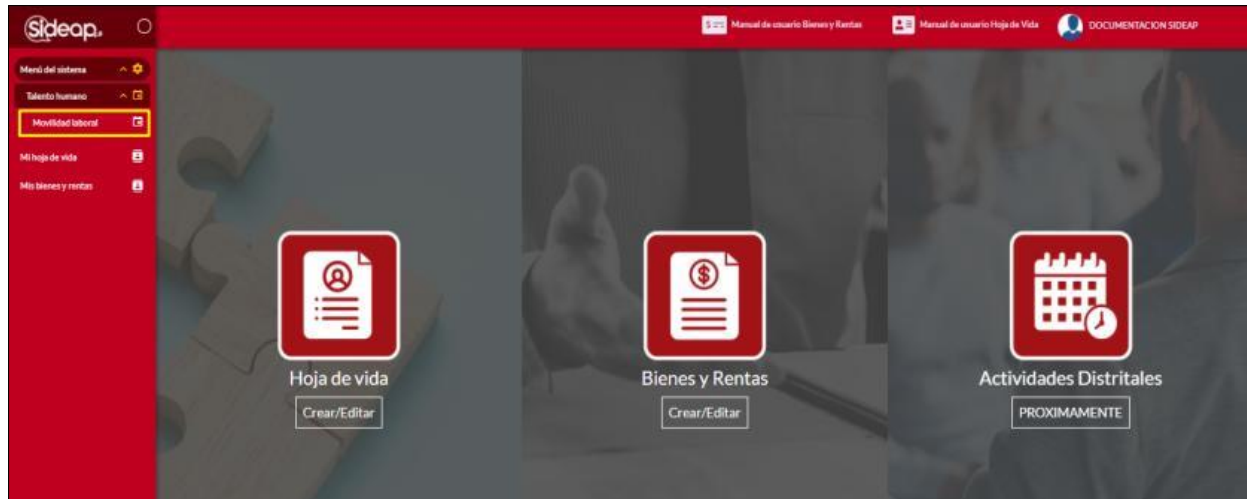 sideap.
Manual de usuario Bienes y Rentas
Manual de usuario Hoja de Vida
DOCUMENTACION SIDEAP
Menú del sistema
Talento humano
Movilidad laboral
Mi hoja de vida
Mis bienes y rentas
Hoja de vida
Crear/Editar
Bienes y Rentas
Crear/Editar
Actividades Distritales
PROXIMAMENTE